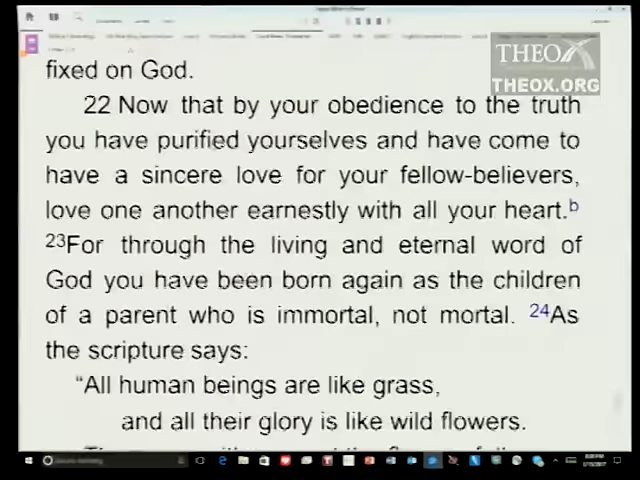 THEOX
THEOX.ORG
fixed on God.
22 Now that by your obedience to the truth
you have purified yourselves and have come to
have a sincere love for your fellow-believers,
love one another earnestly with all your heart.b
23For through the living and eternal word of
God you have been born again as the children
of a parent who is immortal, not mortal. 24As
the scripture says:
“All human beings are like grass,
and all their glory is like wild flowers.